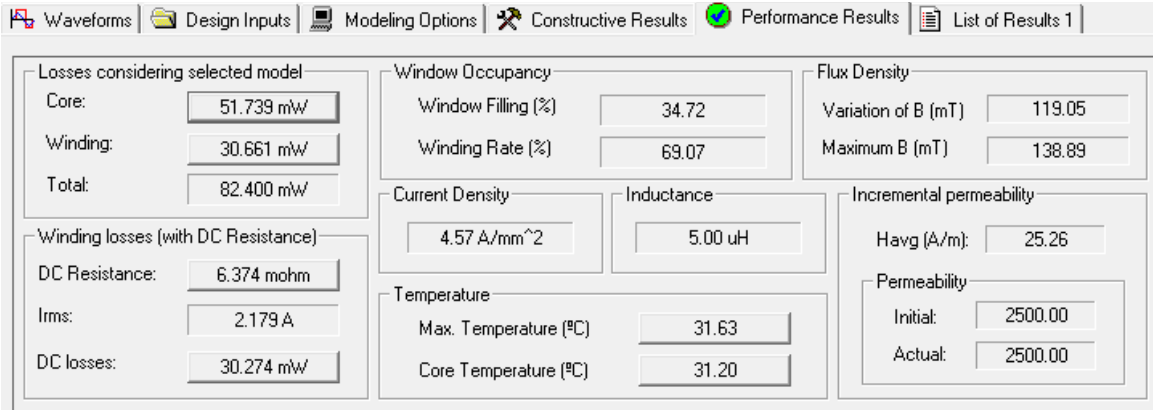 Waveforms Design Inputs Modeling Options Constructive Results Performance Results List of Results 1
Losses considering selected model
Core: 51.739 mW
Winding: 30.661 mW
Total: 82.400 mW
Window Occupancy
Window Filling (%) 34.72
Winding Rate (%) 69.07
Flux Density
Variation of B (mT) 119.05
Maximum B (mT) 138.89
Winding losses (with DC Resistance)
DC Resistance: 6.374 mohm
Irms: 2.179 A
DC losses: 30.274 mW
Current Density
4.57 A/mm^2
Inductance
5.00 uH
Temperature
Max. Temperature (ºC) 31.63
Core Temperature (ºC) 31.20
Incremental permeability
Havg (A/m): 25.26
Permeability
Initial: 2500.00
Actual: 2500.00